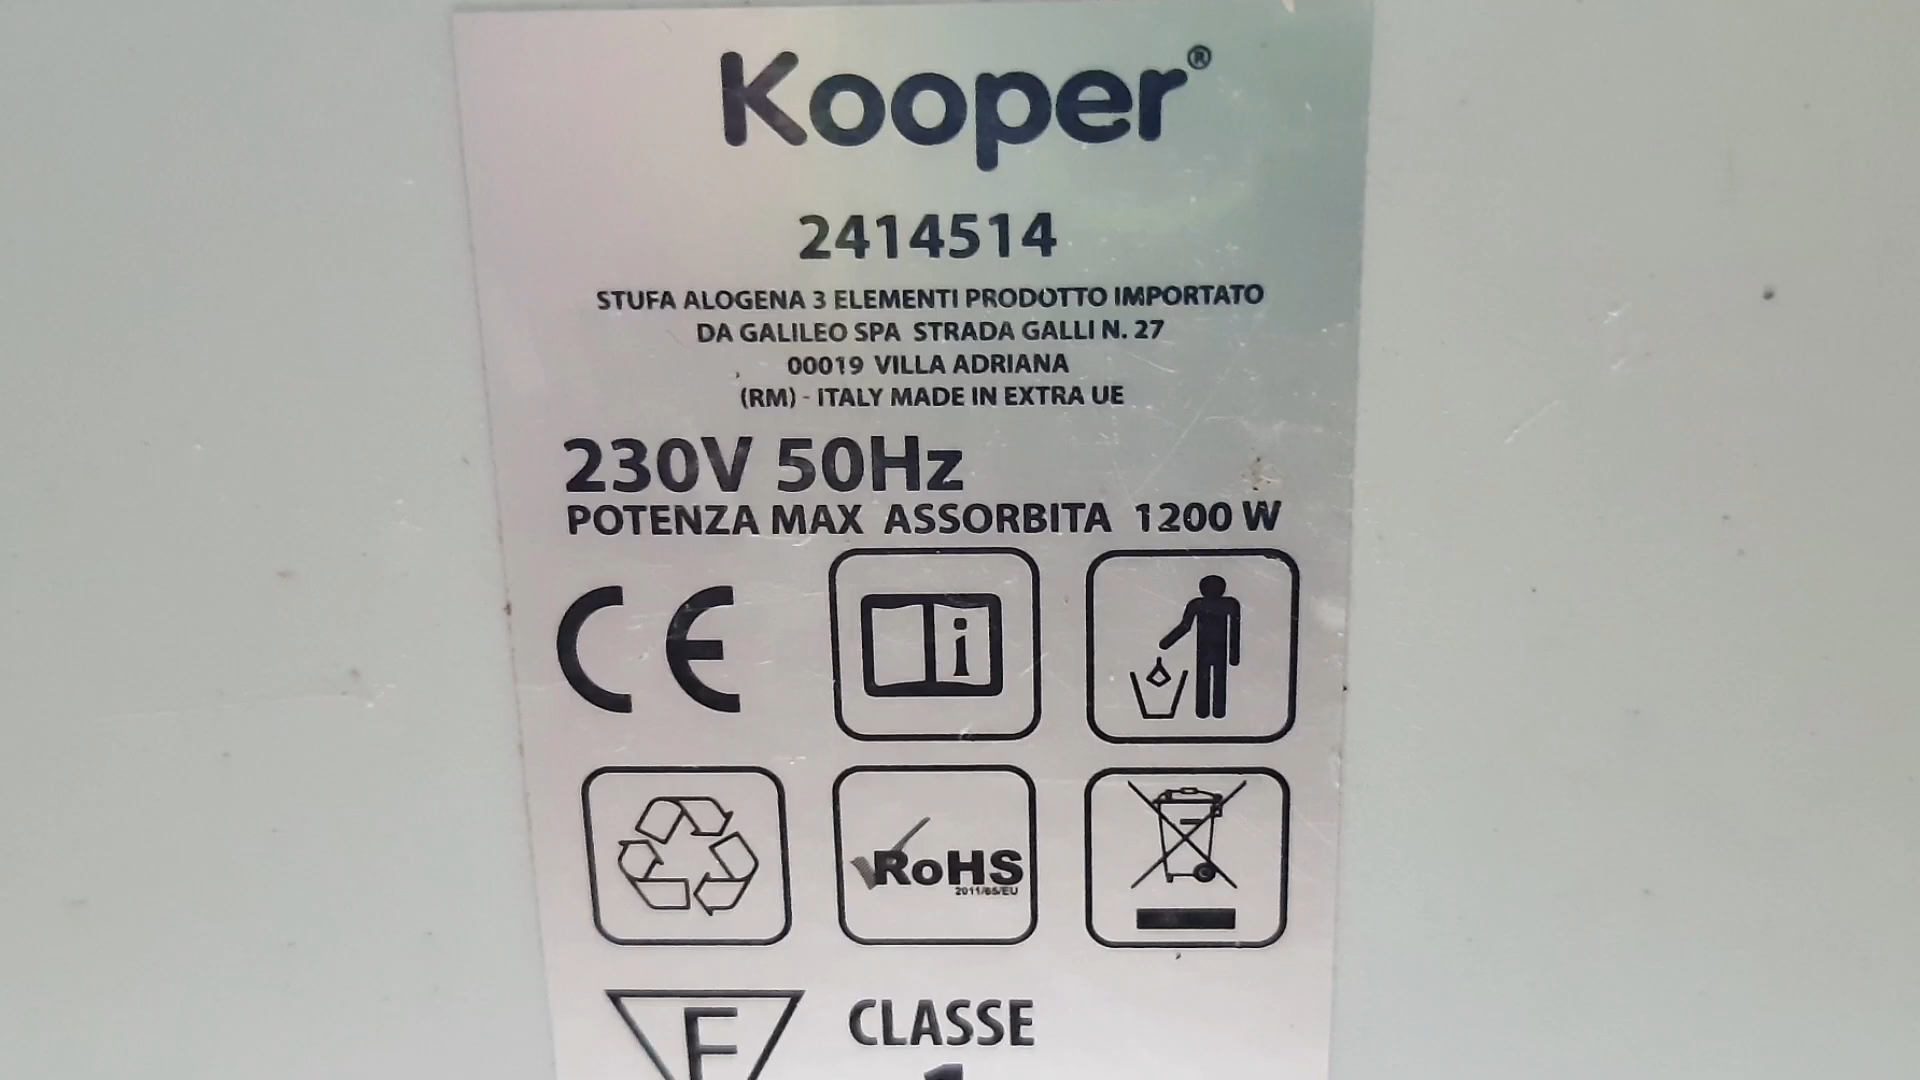 Kooper®
2414514
STUFA ALOGENA 3 ELEMENTI PRODOTTO IMPORTATO
DA GALILEO SPA STRADA GALLI N. 27
00019 VILLA ADRIANA
(RM) - ITALY MADE IN EXTRA UE
230V 50Hz
POTENZA MAX ASSORBITA 1200 W
CE
i
RoHS
2011/65/EU
F
CLASSE